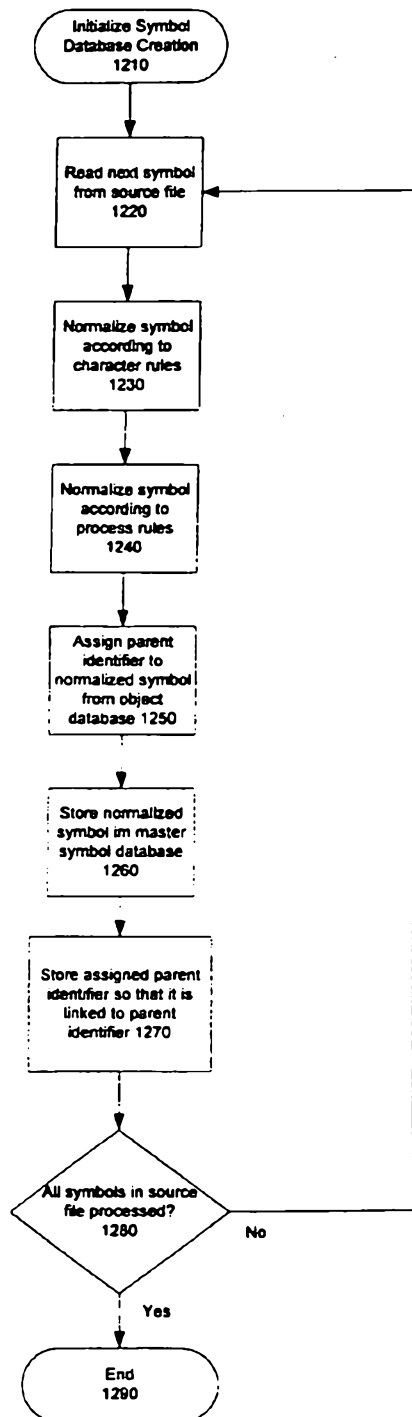 Initialize Symbol
Database Creation
1210
Read next symbol
from source file
1220
Normalize symbol
according to
character rules
1230
Normalize symbol
according to
process rules
1240
Assign parent
identifier to
normalized symbol
from object
database 1250
Store normalized
symbol im master
symbol database
1260
Store assigned parent
identifier so that it is
linked to parent
identifier 1270
All symbols in source
file processed?
1280
No
Yes
End
1290